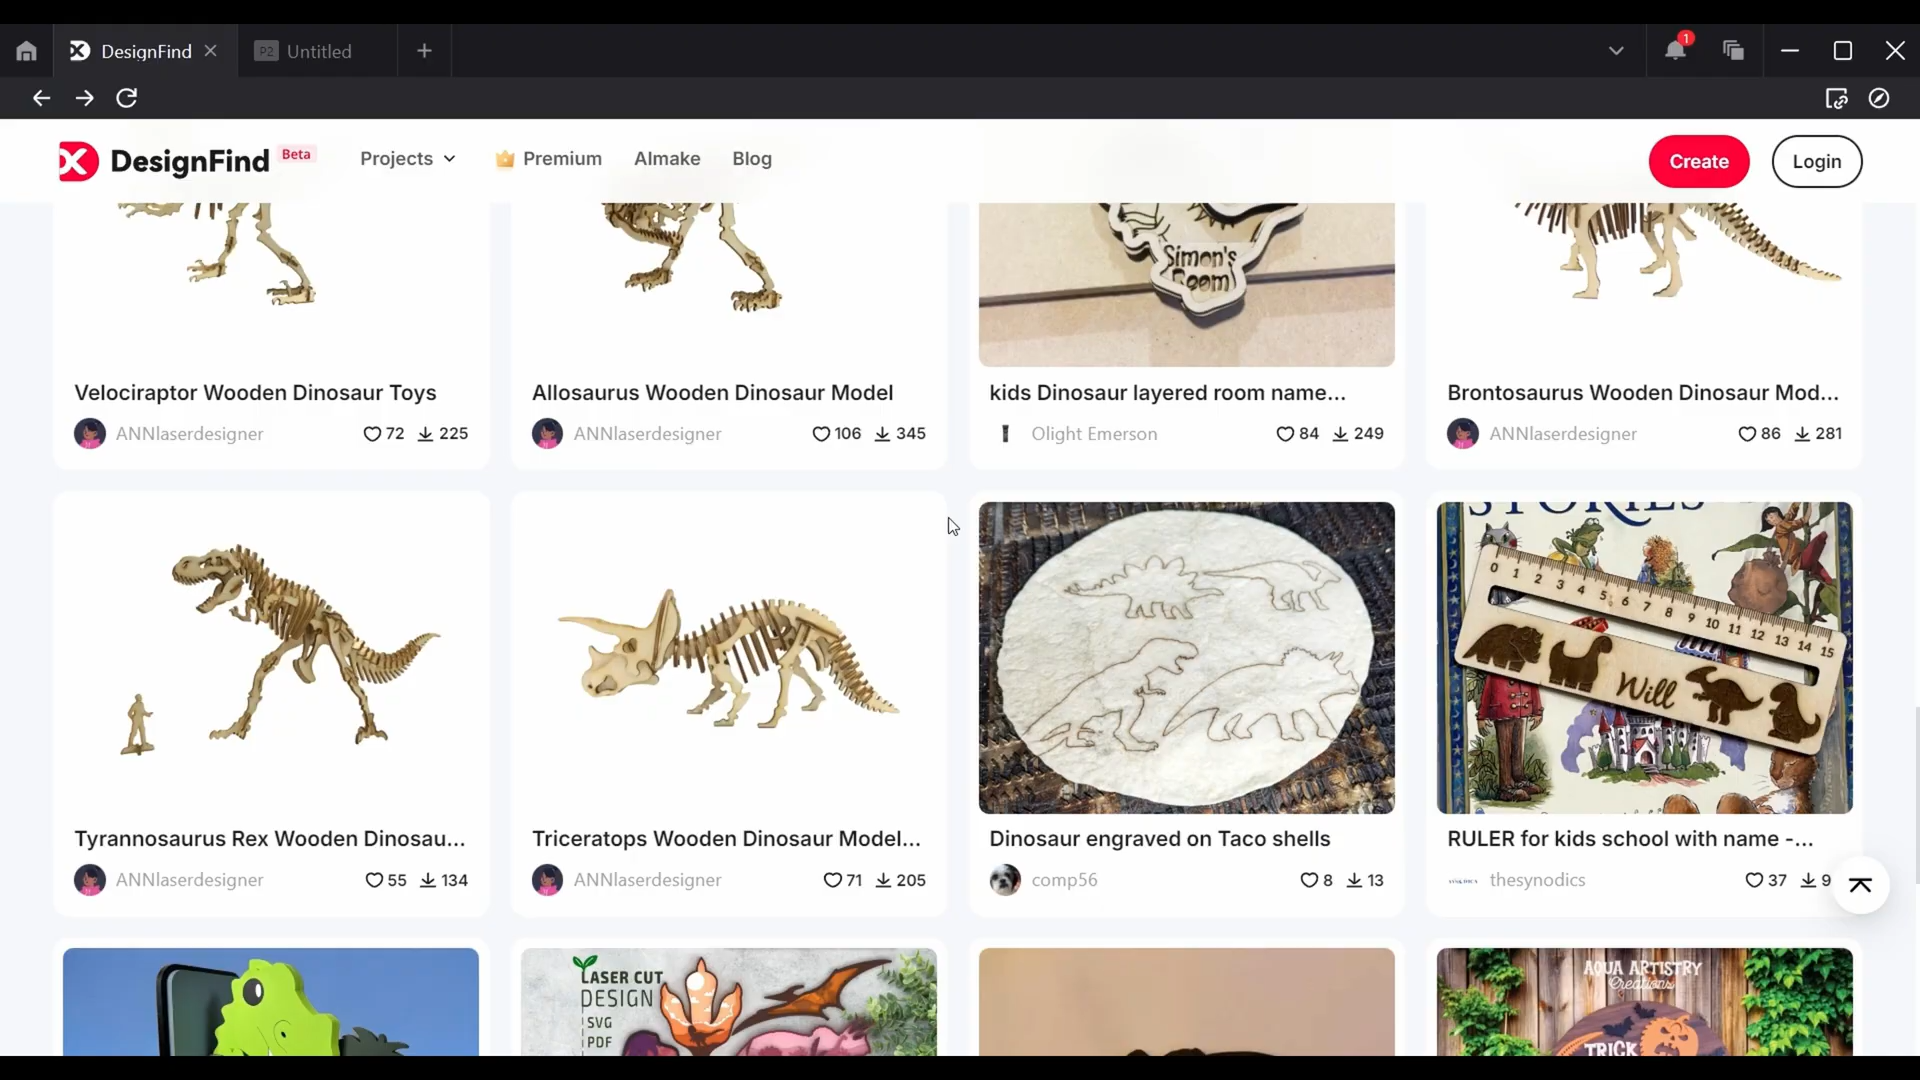 DesignFind
P2 Untitled
1
DesignFind Beta
Projects
Premium
AImake
Blog
Create
Login
Simon's
Room
Velociraptor Wooden Dinosaur Toys
ANNlaserdesigner 72 225
Allosaurus Wooden Dinosaur Model
ANNlaserdesigner 106 345
kids Dinosaur layered room name...
Olight Emerson 84 249
Brontosaurus Wooden Dinosaur Mod...
ANNlaserdesigner 86 281
STORIES
0 1 2 3 4 5 6 7 8 9 10 11 12 13 14 15
Will
Tyrannosaurus Rex Wooden Dinosau...
ANNlaserdesigner 55 134
Triceratops Wooden Dinosaur Model...
ANNlaserdesigner 71 205
Dinosaur engraved on Taco shells
comp56 8 13
RULER for kids school with name -...
thesynodics 37 9
LASER CUT
DESIGN
SVG
PDF
AQUA ARTISTRY
Creations
TRICK